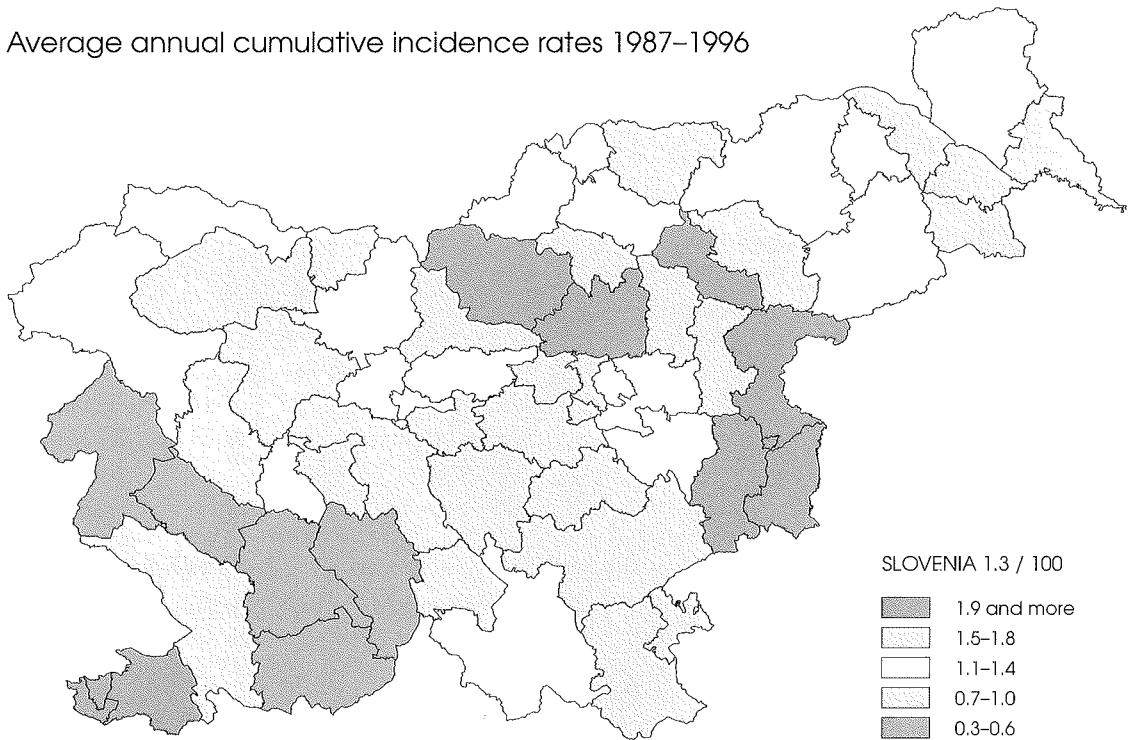 Average annual cumulative incidence rates 1987–1996
SLOVENIA 1.3 / 100
1.9 and more
1.5–1.8
1.1–1.4
0.7–1.0
0.3–0.6